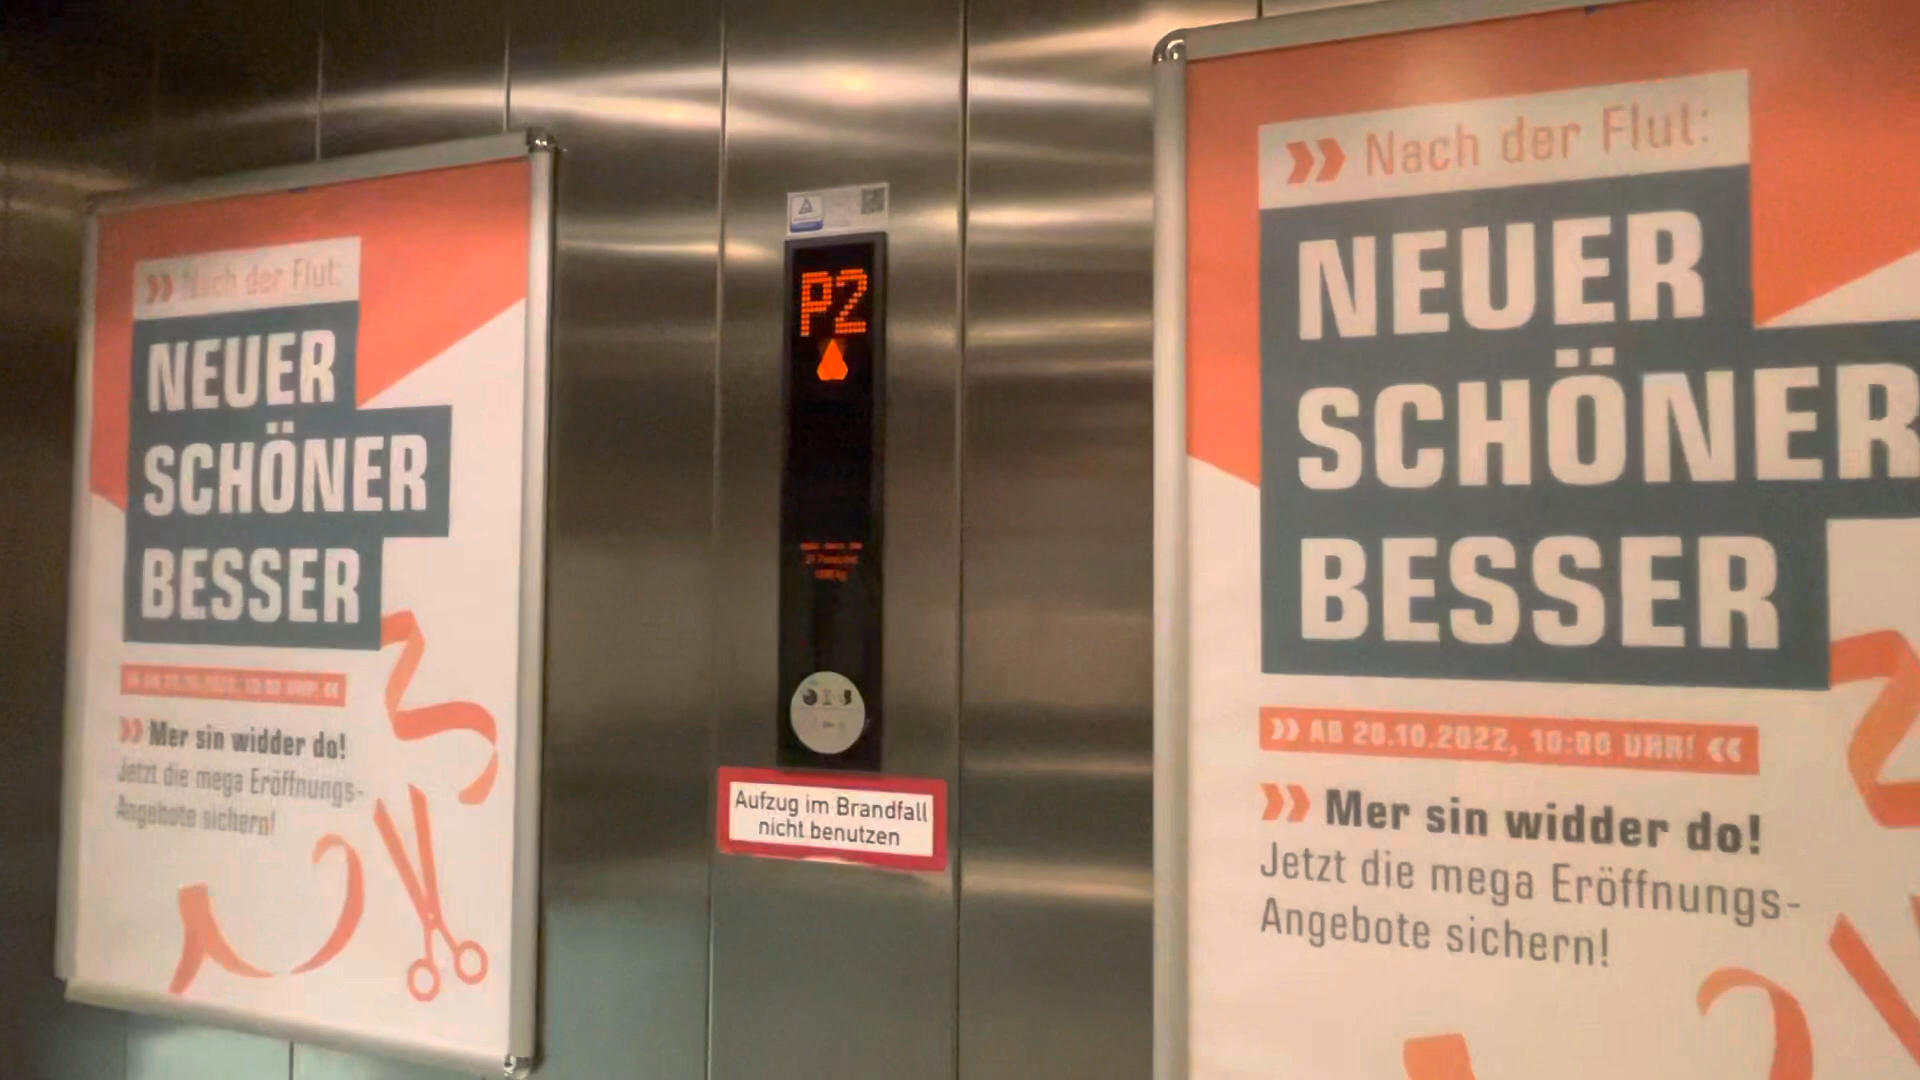 >> Nach der Flut:
NEUER
SCHÖNER
BESSER
>> Mer sin widder do!
Jetzt die mega Eröffnungs-
Angebote sichern!
P2
Aufzug im Brandfall
nicht benutzen
>> Nach der Flut:
NEUER
SCHÖNER
BESSER
>> AB 20.10.2022, 10:00 UHR! <<
>> Mer sin widder do!
Jetzt die mega Eröffnungs-
Angebote sichern!